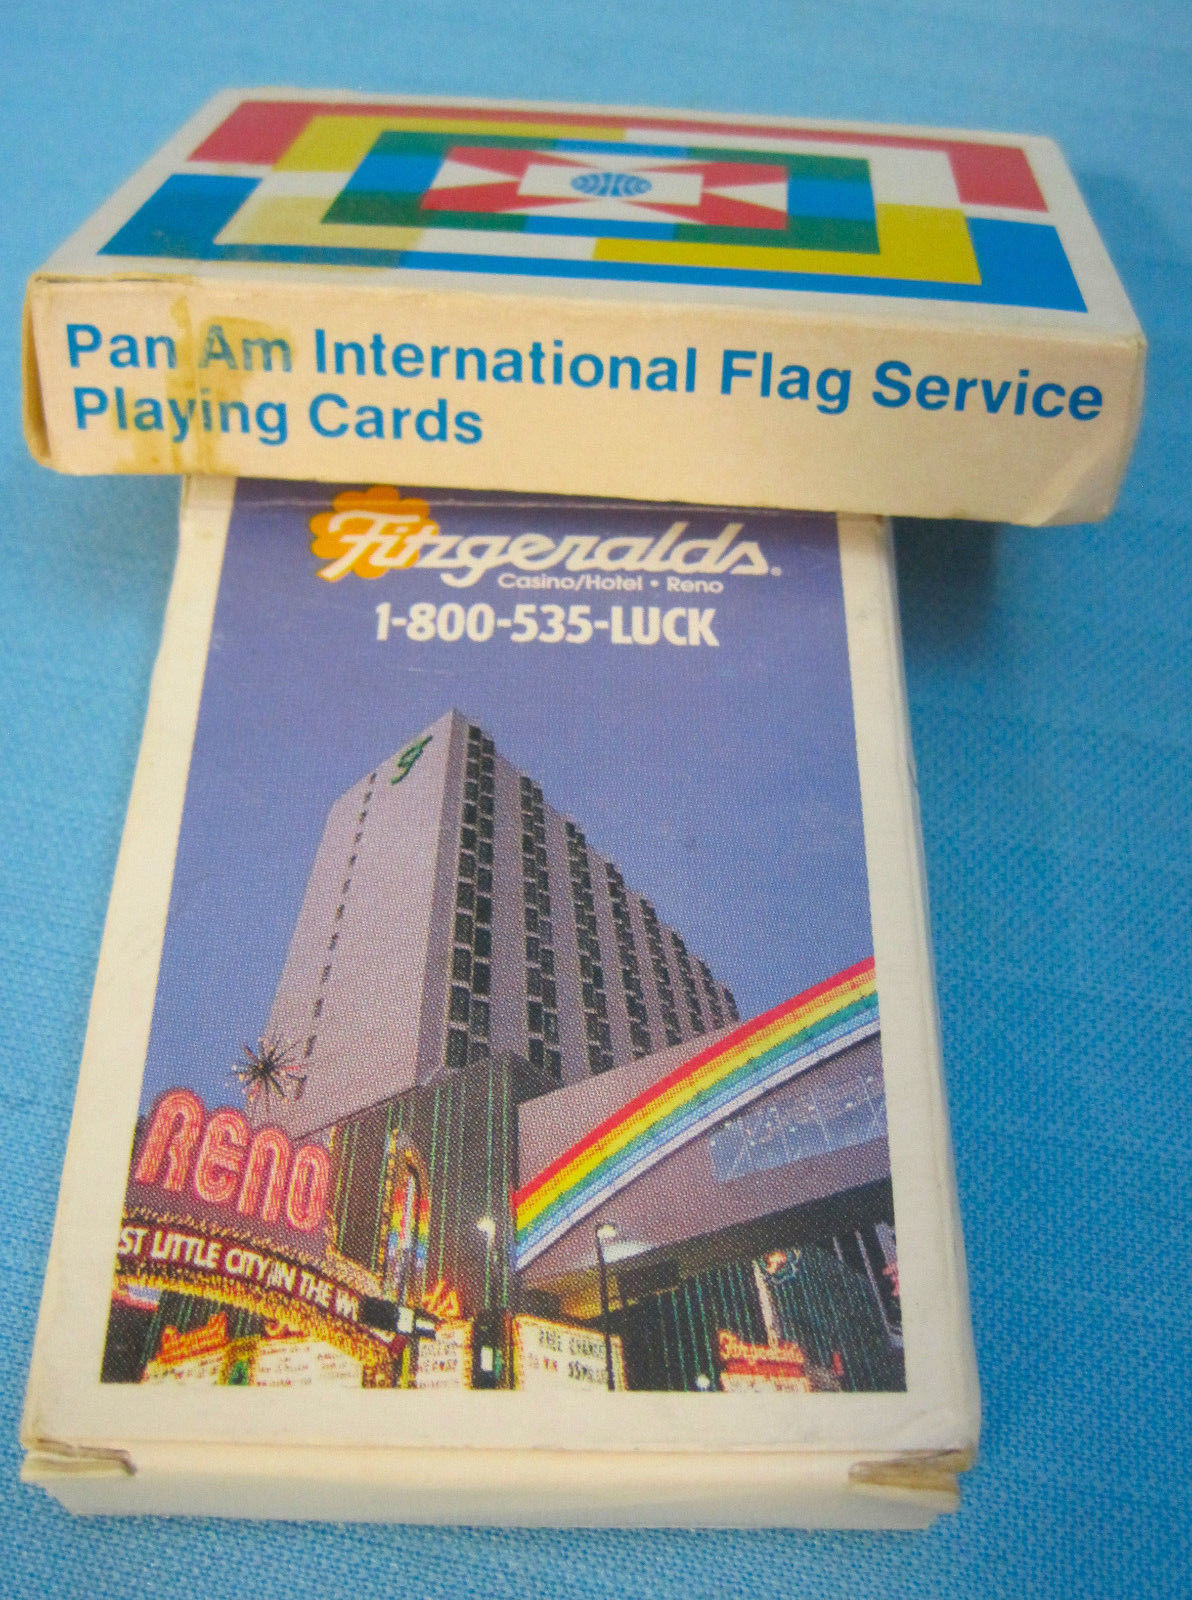 Pan Am International Flag Service
Playing Cards
Fitzgeralds
Casino/Hotel • Reno
1-800-535-LUCK
RENO
ST LITTLE CITY IN THE W
Fitzgeralds